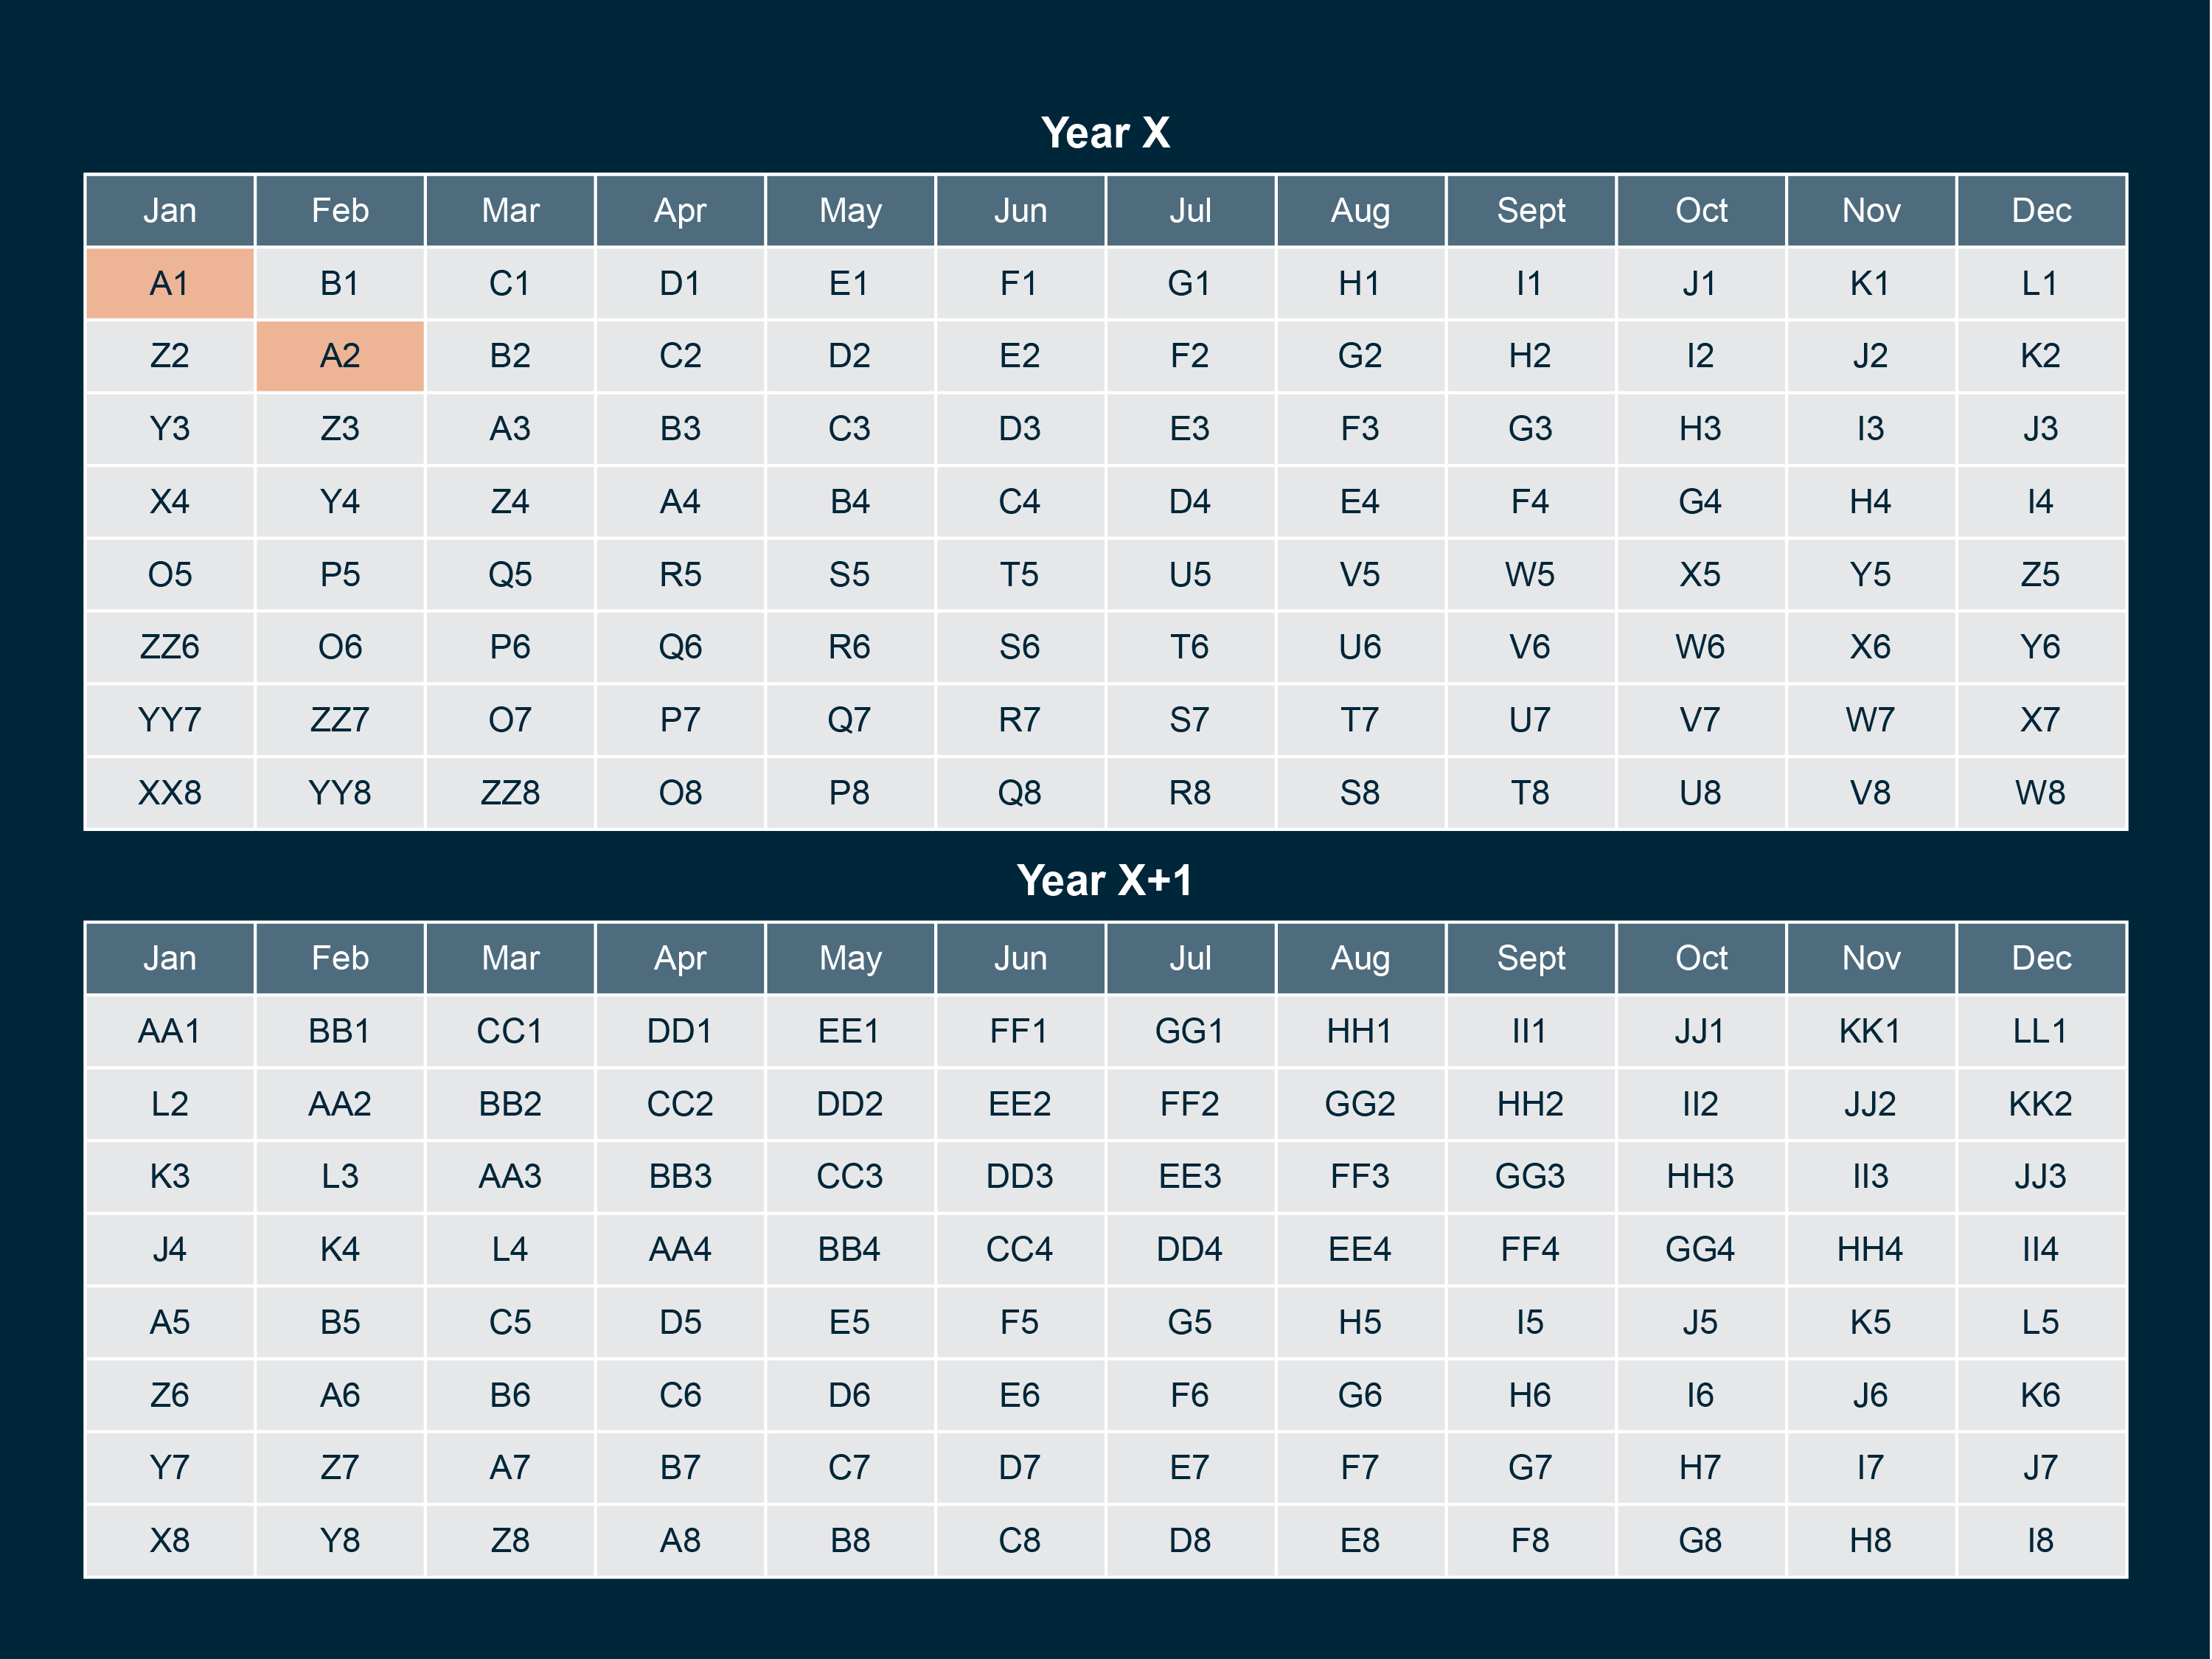 Year X
Jan Feb Mar Apr May Jun Jul Aug Sept Oct Nov Dec
A1 B1 C1 D1 E1 F1 G1 H1 I1 J1 K1 L1
Z2 A2 B2 C2 D2 E2 F2 G2 H2 I2 J2 K2
Y3 Z3 A3 B3 C3 D3 E3 F3 G3 H3 I3 J3
X4 Y4 Z4 A4 B4 C4 D4 E4 F4 G4 H4 I4
O5 P5 Q5 R5 S5 T5 U5 V5 W5 X5 Y5 Z5
ZZ6 O6 P6 Q6 R6 S6 T6 U6 V6 W6 X6 Y6
YY7 ZZ7 O7 P7 Q7 R7 S7 T7 U7 V7 W7 X7
XX8 YY8 ZZ8 O8 P8 Q8 R8 S8 T8 U8 V8 W8
Year X+1
Jan Feb Mar Apr May Jun Jul Aug Sept Oct Nov Dec
AA1 BB1 CC1 DD1 EE1 FF1 GG1 HH1 II1 JJ1 KK1 LL1
L2 AA2 BB2 CC2 DD2 EE2 FF2 GG2 HH2 II2 JJ2 KK2
K3 L3 AA3 BB3 CC3 DD3 EE3 FF3 GG3 HH3 II3 JJ3
J4 K4 L4 AA4 BB4 CC4 DD4 EE4 FF4 GG4 HH4 II4
A5 B5 C5 D5 E5 F5 G5 H5 I5 J5 K5 L5
Z6 A6 B6 C6 D6 E6 F6 G6 H6 I6 J6 K6
Y7 Z7 A7 B7 C7 D7 E7 F7 G7 H7 I7 J7
X8 Y8 Z8 A8 B8 C8 D8 E8 F8 G8 H8 I8